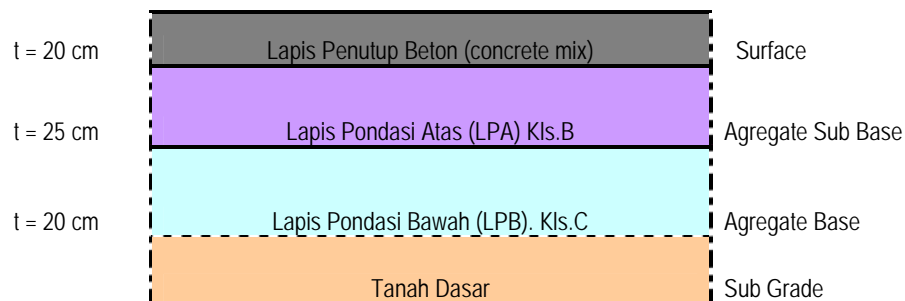 t = 20 cm Lapis Penutup Beton (concrete mix) Surface
t = 25 cm Lapis Pondasi Atas (LPA) Kls.B Agregate Sub Base
t = 20 cm Lapis Pondasi Bawah (LPB). Kls.C Agregate Base
Tanah Dasar Sub Grade